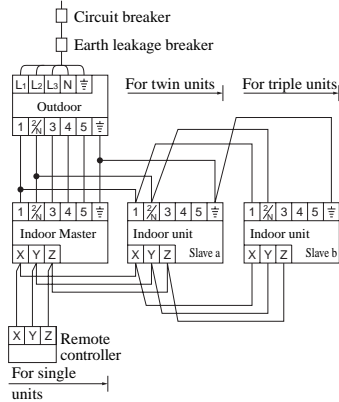 Circuit breaker
Earth leakage breaker
L1 L2 L3 N ⏚
For twin units
For triple units
Outdoor
1 2/N 3 4 5 ⏚
1 2/N 3 4 5 ⏚
1 2/N 3 4 5 ⏚
1 2/N 3 4 5 ⏚
Indoor Master
Indoor unit
Indoor unit
X Y Z
X Y Z
Slave a
X Y Z
Slave b
X Y Z
Remote
controller
For single
units